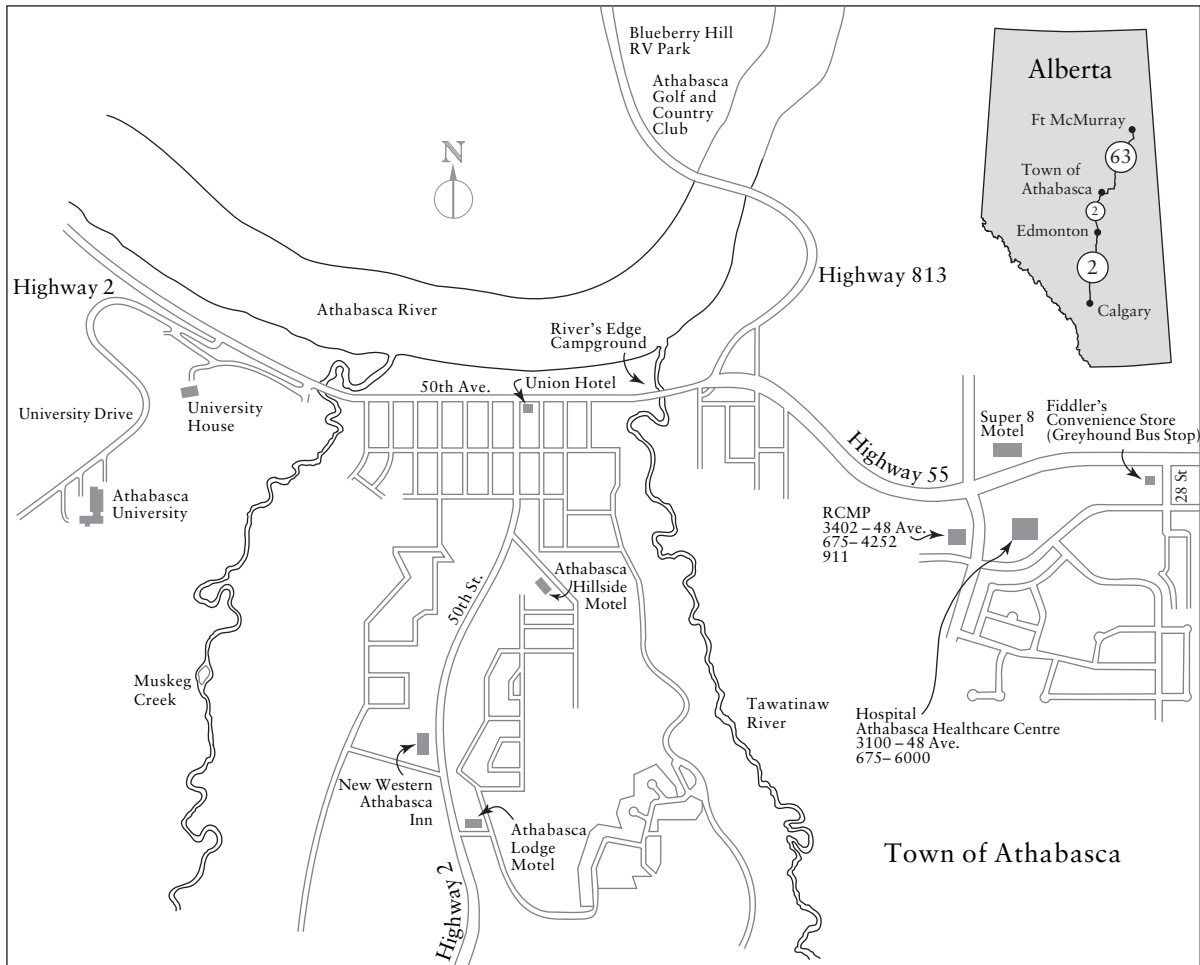 Blueberry Hill
RV Park
Athabasca
Golf and
Country
Club
N
Alberta
Ft McMurray
63
Town of
Athabasca
2
Edmonton
2
Calgary
Highway 2
Highway 813
Athabasca River
River's Edge
Campground
50th Ave.
Union Hotel
University Drive
University
House
Super 8
Motel
Fiddler's
Convenience Store
(Greyhound Bus Stop)
Highway 55
28 St
Athabasca
University
RCMP
3402 – 48 Ave.
675– 4252
911
Athabasca
Hillside
Motel
50th St.
Muskeg
Creek
Tawatinaw
River
Hospital
Athabasca Healthcare Centre
3100 – 48 Ave.
675– 6000
New Western
Athabasca
Inn
Athabasca
Lodge
Motel
Highway 2
Town of Athabasca